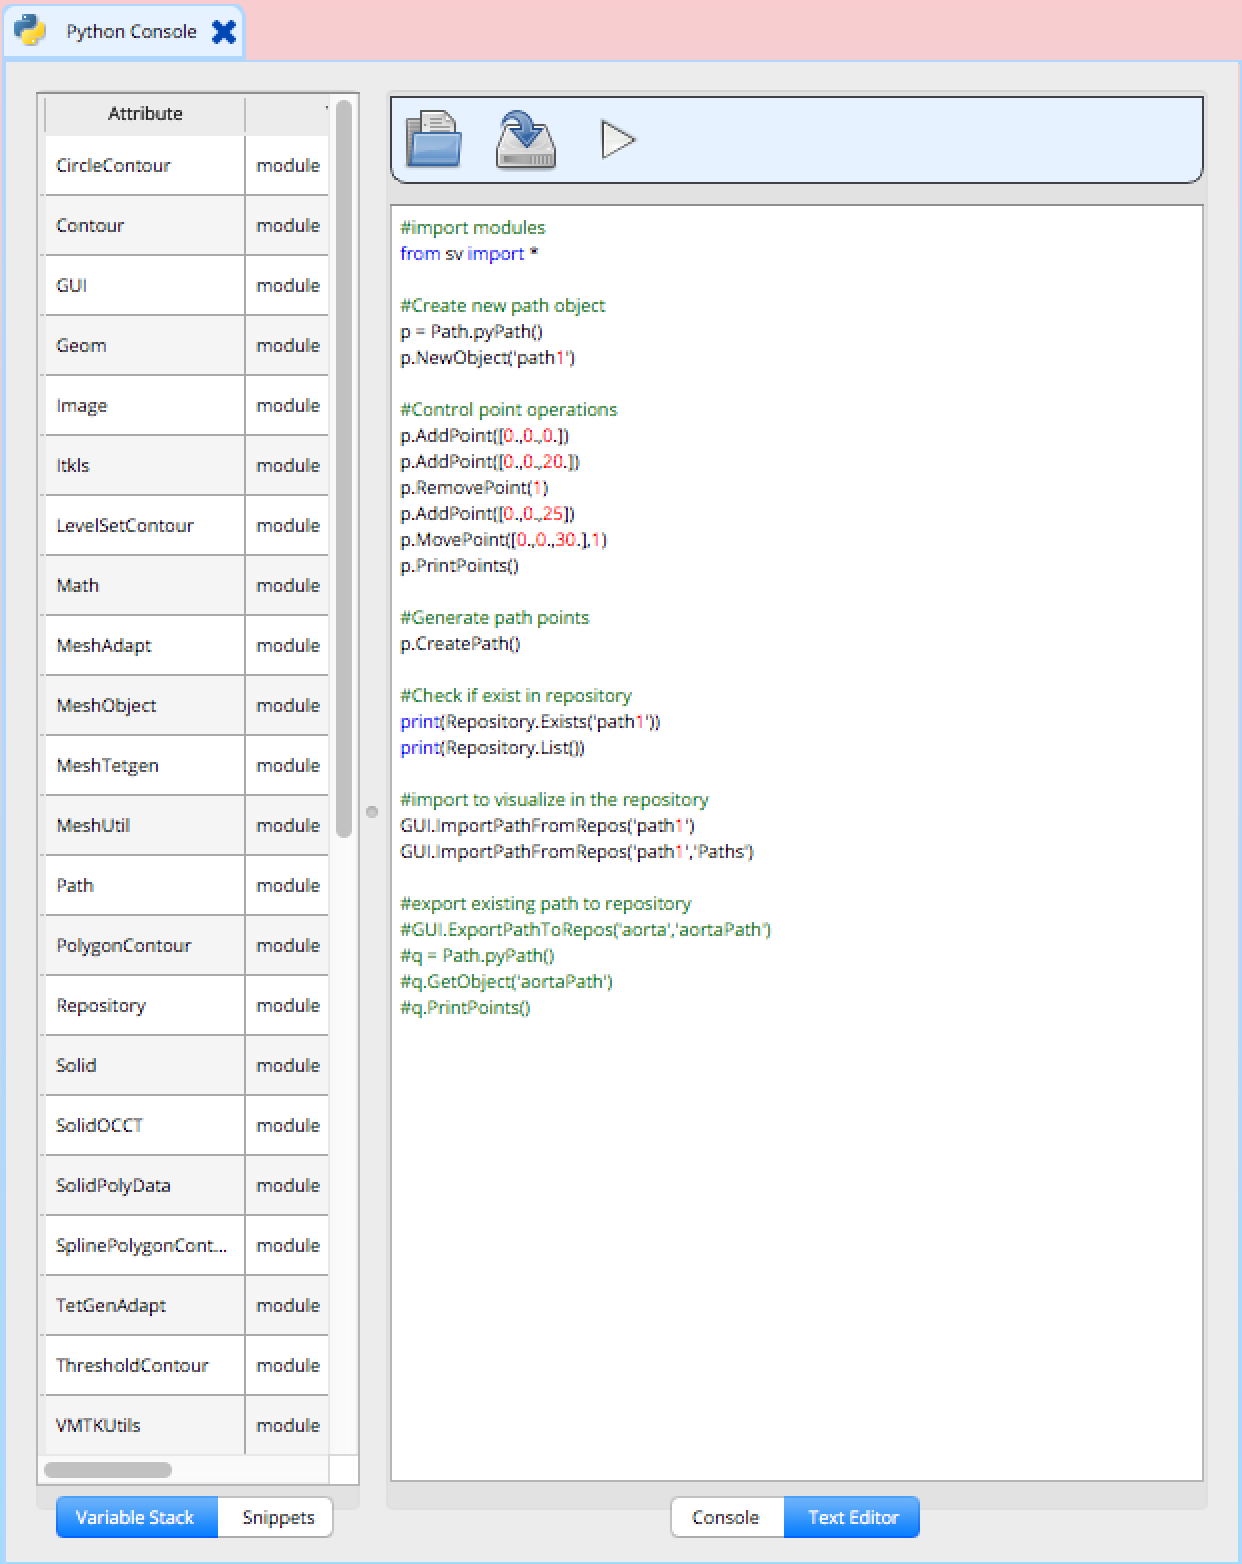 Python Console
Attribute
CircleContour module
Contour module
GUI module
Geom module
Image module
Itkls module
LevelSetContour module
Math module
MeshAdapt module
MeshObject module
MeshTetgen module
MeshUtil module
Path module
PolygonContour module
Repository module
Solid module
SolidOCCT module
SolidPolyData module
SplinePolygonCont... module
TetGenAdapt module
ThresholdContour module
VMTKUtils module
Variable Stack Snippets
#import modules
from sv import *
#Create new path object
p = Path.pyPath()
p.NewObject('path1')
#Control point operations
p.AddPoint([0.,0.,0.])
p.AddPoint([0.,0.,20.])
p.RemovePoint(1)
p.AddPoint([0.,0.,25])
p.MovePoint([0.,0.,30.],1)
p.PrintPoints()
#Generate path points
p.CreatePath()
#Check if exist in repository
print(Repository.Exists('path1'))
print(Repository.List())
#import to visualize in the repository
GUI.ImportPathFromRepos('path1')
GUI.ImportPathFromRepos('path1','Paths')
#export existing path to repository
#GUI.ExportPathToRepos('aorta','aortaPath')
#q = Path.pyPath()
#q.GetObject('aortaPath')
#q.PrintPoints()
Console Text Editor